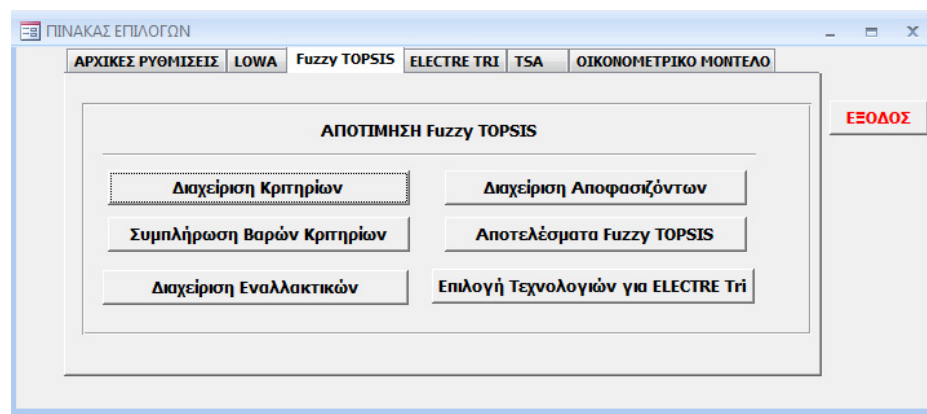 ΠΙΝΑΚΑΣ ΕΠΙΛΟΓΩΝ
ΑΡΧΙΚΕΣ ΡΥΘΜΙΣΕΙΣ LOWA Fuzzy TOPSIS ELECTRE TRI TSA ΟΙΚΟΝΟΜΕΤΡΙΚΟ ΜΟΝΤΕΛΟ
ΕΞΟΔΟΣ
ΑΠΟΤΙΜΗΣΗ Fuzzy TOPSIS
Διαχείριση Κριτηρίων Διαχείριση Αποφασιζόντων
Συμπλήρωση Βαρών Κριτηρίων Αποτελέσματα Fuzzy TOPSIS
Διαχείριση Εναλλακτικών Επιλογή Τεχνολογιών για ELECTRE Tri